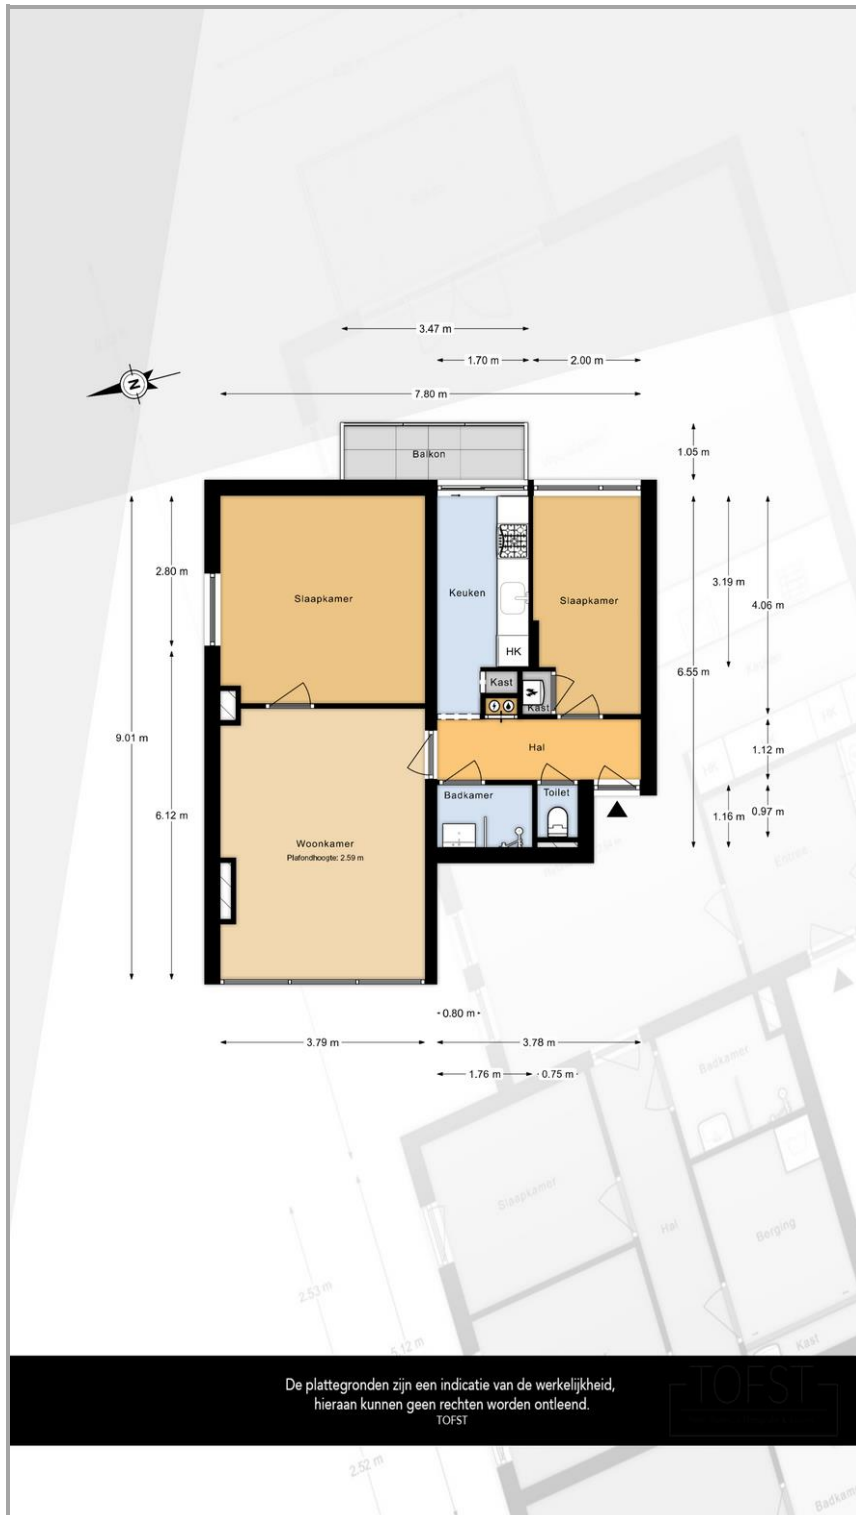 3.47 m
1.70 m
2.00 m
N
7.80 m
Balkon
1.05 m
2.80 m
Slaapkamer
Keuken
Slaapkamer
3.19 m
4.06 m
HK
Kast
Kast
6.55 m
9.01 m
Hal
1.12 m
6.12 m
Badkamer
Toilet
1.16 m
0.97 m
Woonkamer
Plafondhoogte: 2.59 m
Entree
0.80 m
3.79 m
3.78 m
1.76 m
0.75 m
Badkamer
Slaapkamer
Hal
Berging
2.53 m
5.12 m
Kast
De plattegronden zijn een indicatie van de werkelijkheid,
hieraan kunnen geen rechten worden ontleend.
TOFST
TOFST
2.52 m
Badkamer